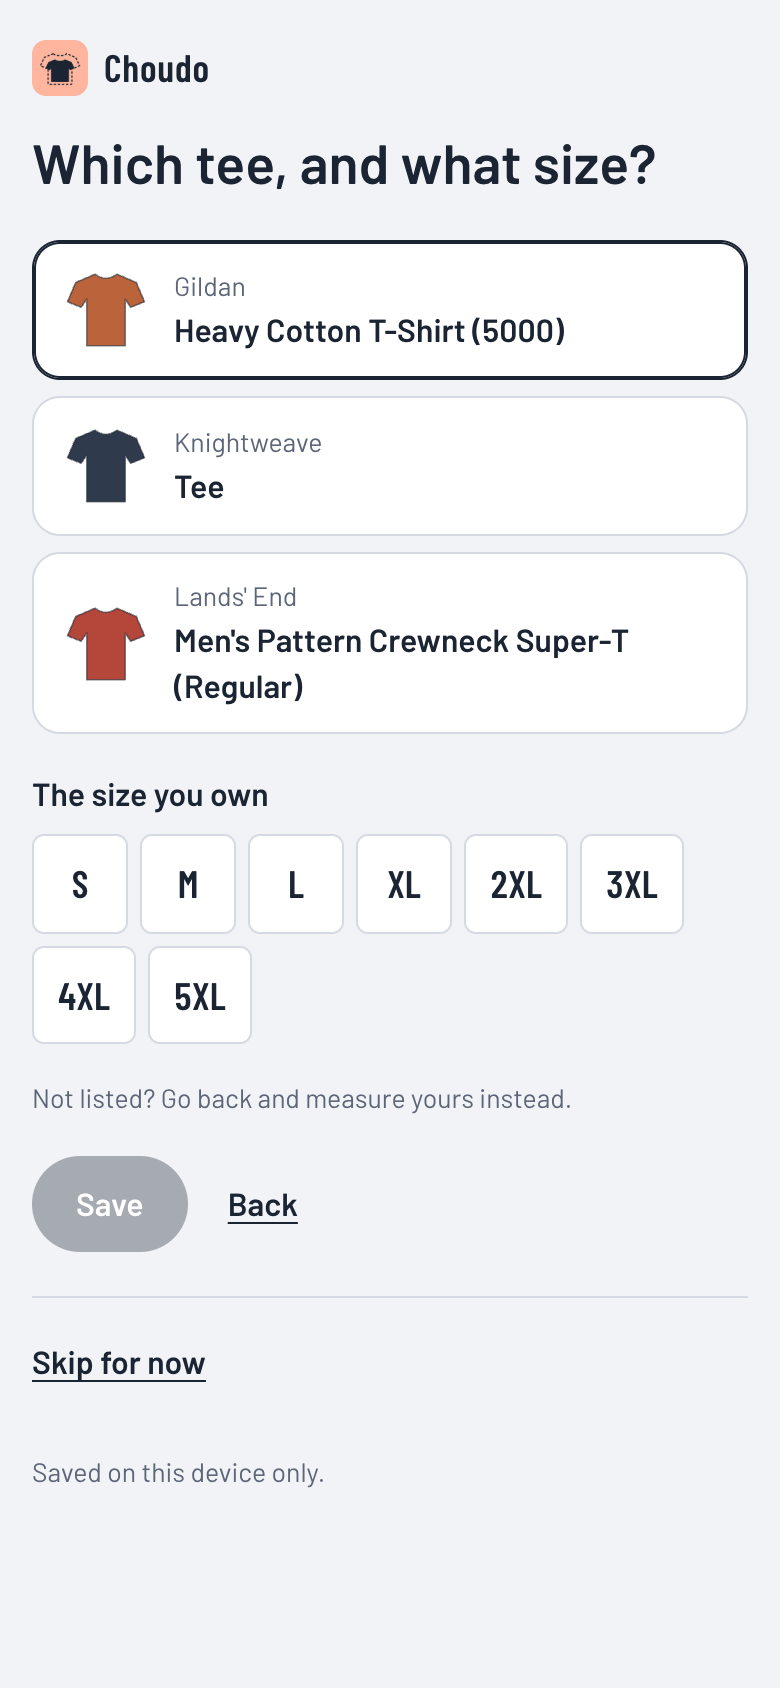 Choudo
Which tee, and what size?
Gildan
Heavy Cotton T-Shirt (5000)
Knightweave
Tee
Lands' End
Men's Pattern Crewneck Super-T
(Regular)
The size you own
S M L XL 2XL 3XL
4XL 5XL
Not listed? Go back and measure yours instead.
Save Back
Skip for now
Saved on this device only.